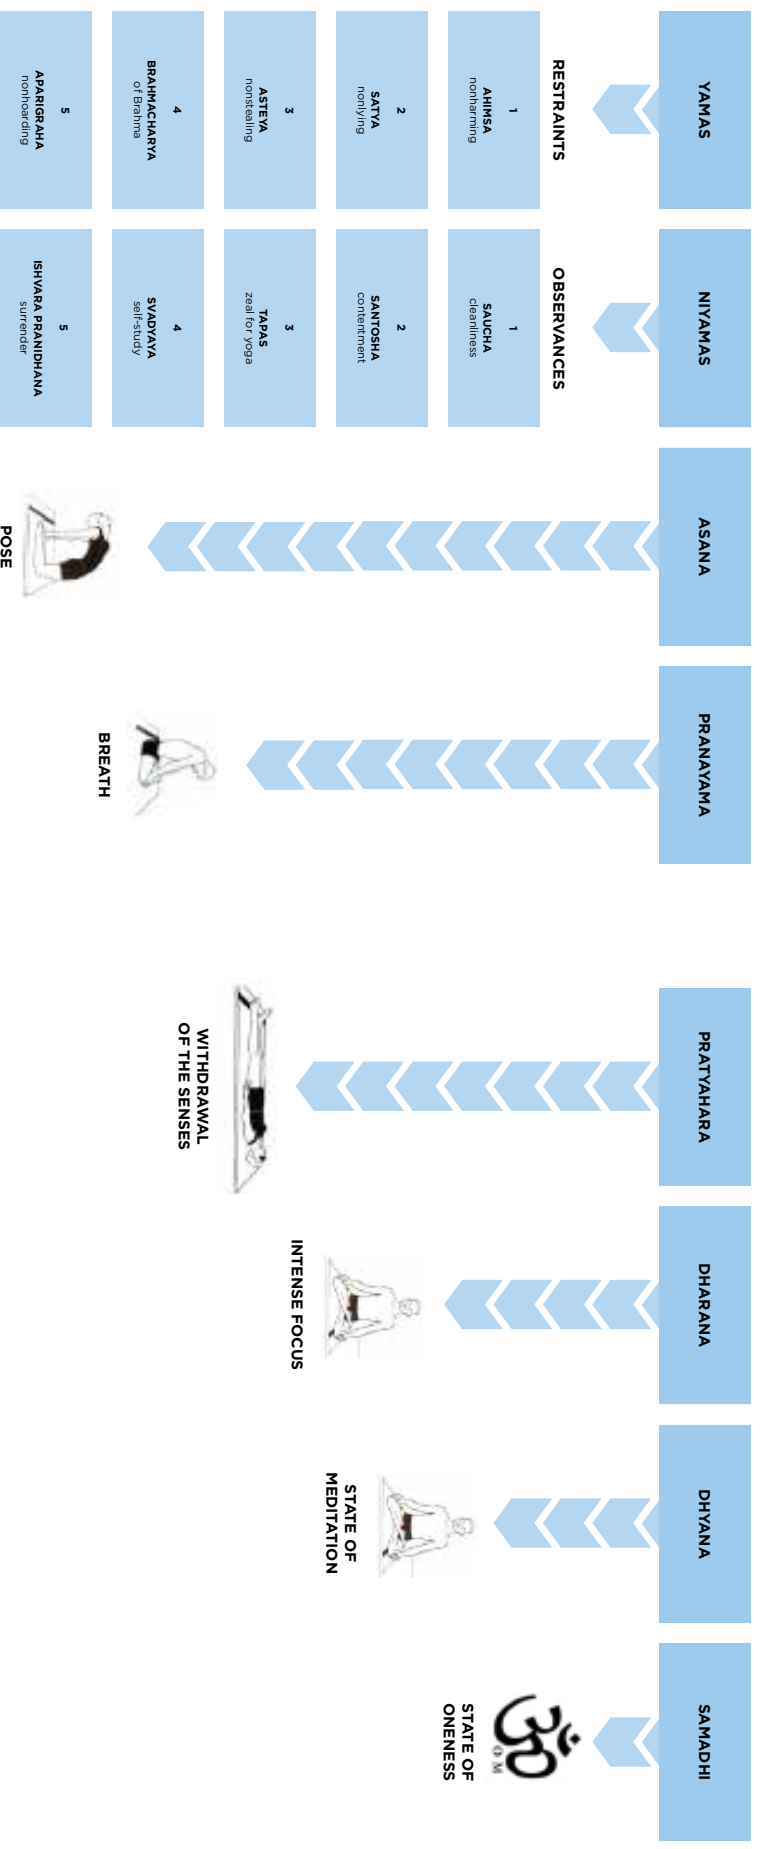 YAMAS
RESTRAINTS
1
AHIMSA
nonharming
2
SATYA
nonlying
3
ASTEYA
nonstealing
4
BRAHMACHARYA
of Brahma
5
APARIGRAHA
nonhoarding
NIYAMAS
OBSERVANCES
1
SAUCHA
cleanliness
2
SANTOSHA
contentment
3
TAPAS
zeal for yoga
4
SVADYAYA
self-study
5
ISHVARA PRANIDHANA
surrender
ASANA
POSE
PRANAYAMA
BREATH
PRATYAHARA
WITHDRAWAL
OF THE SENSES
DHARANA
INTENSE FOCUS
DHYANA
STATE OF
MEDITATION
SAMADHI
ॐ
OM
STATE OF
ONENESS